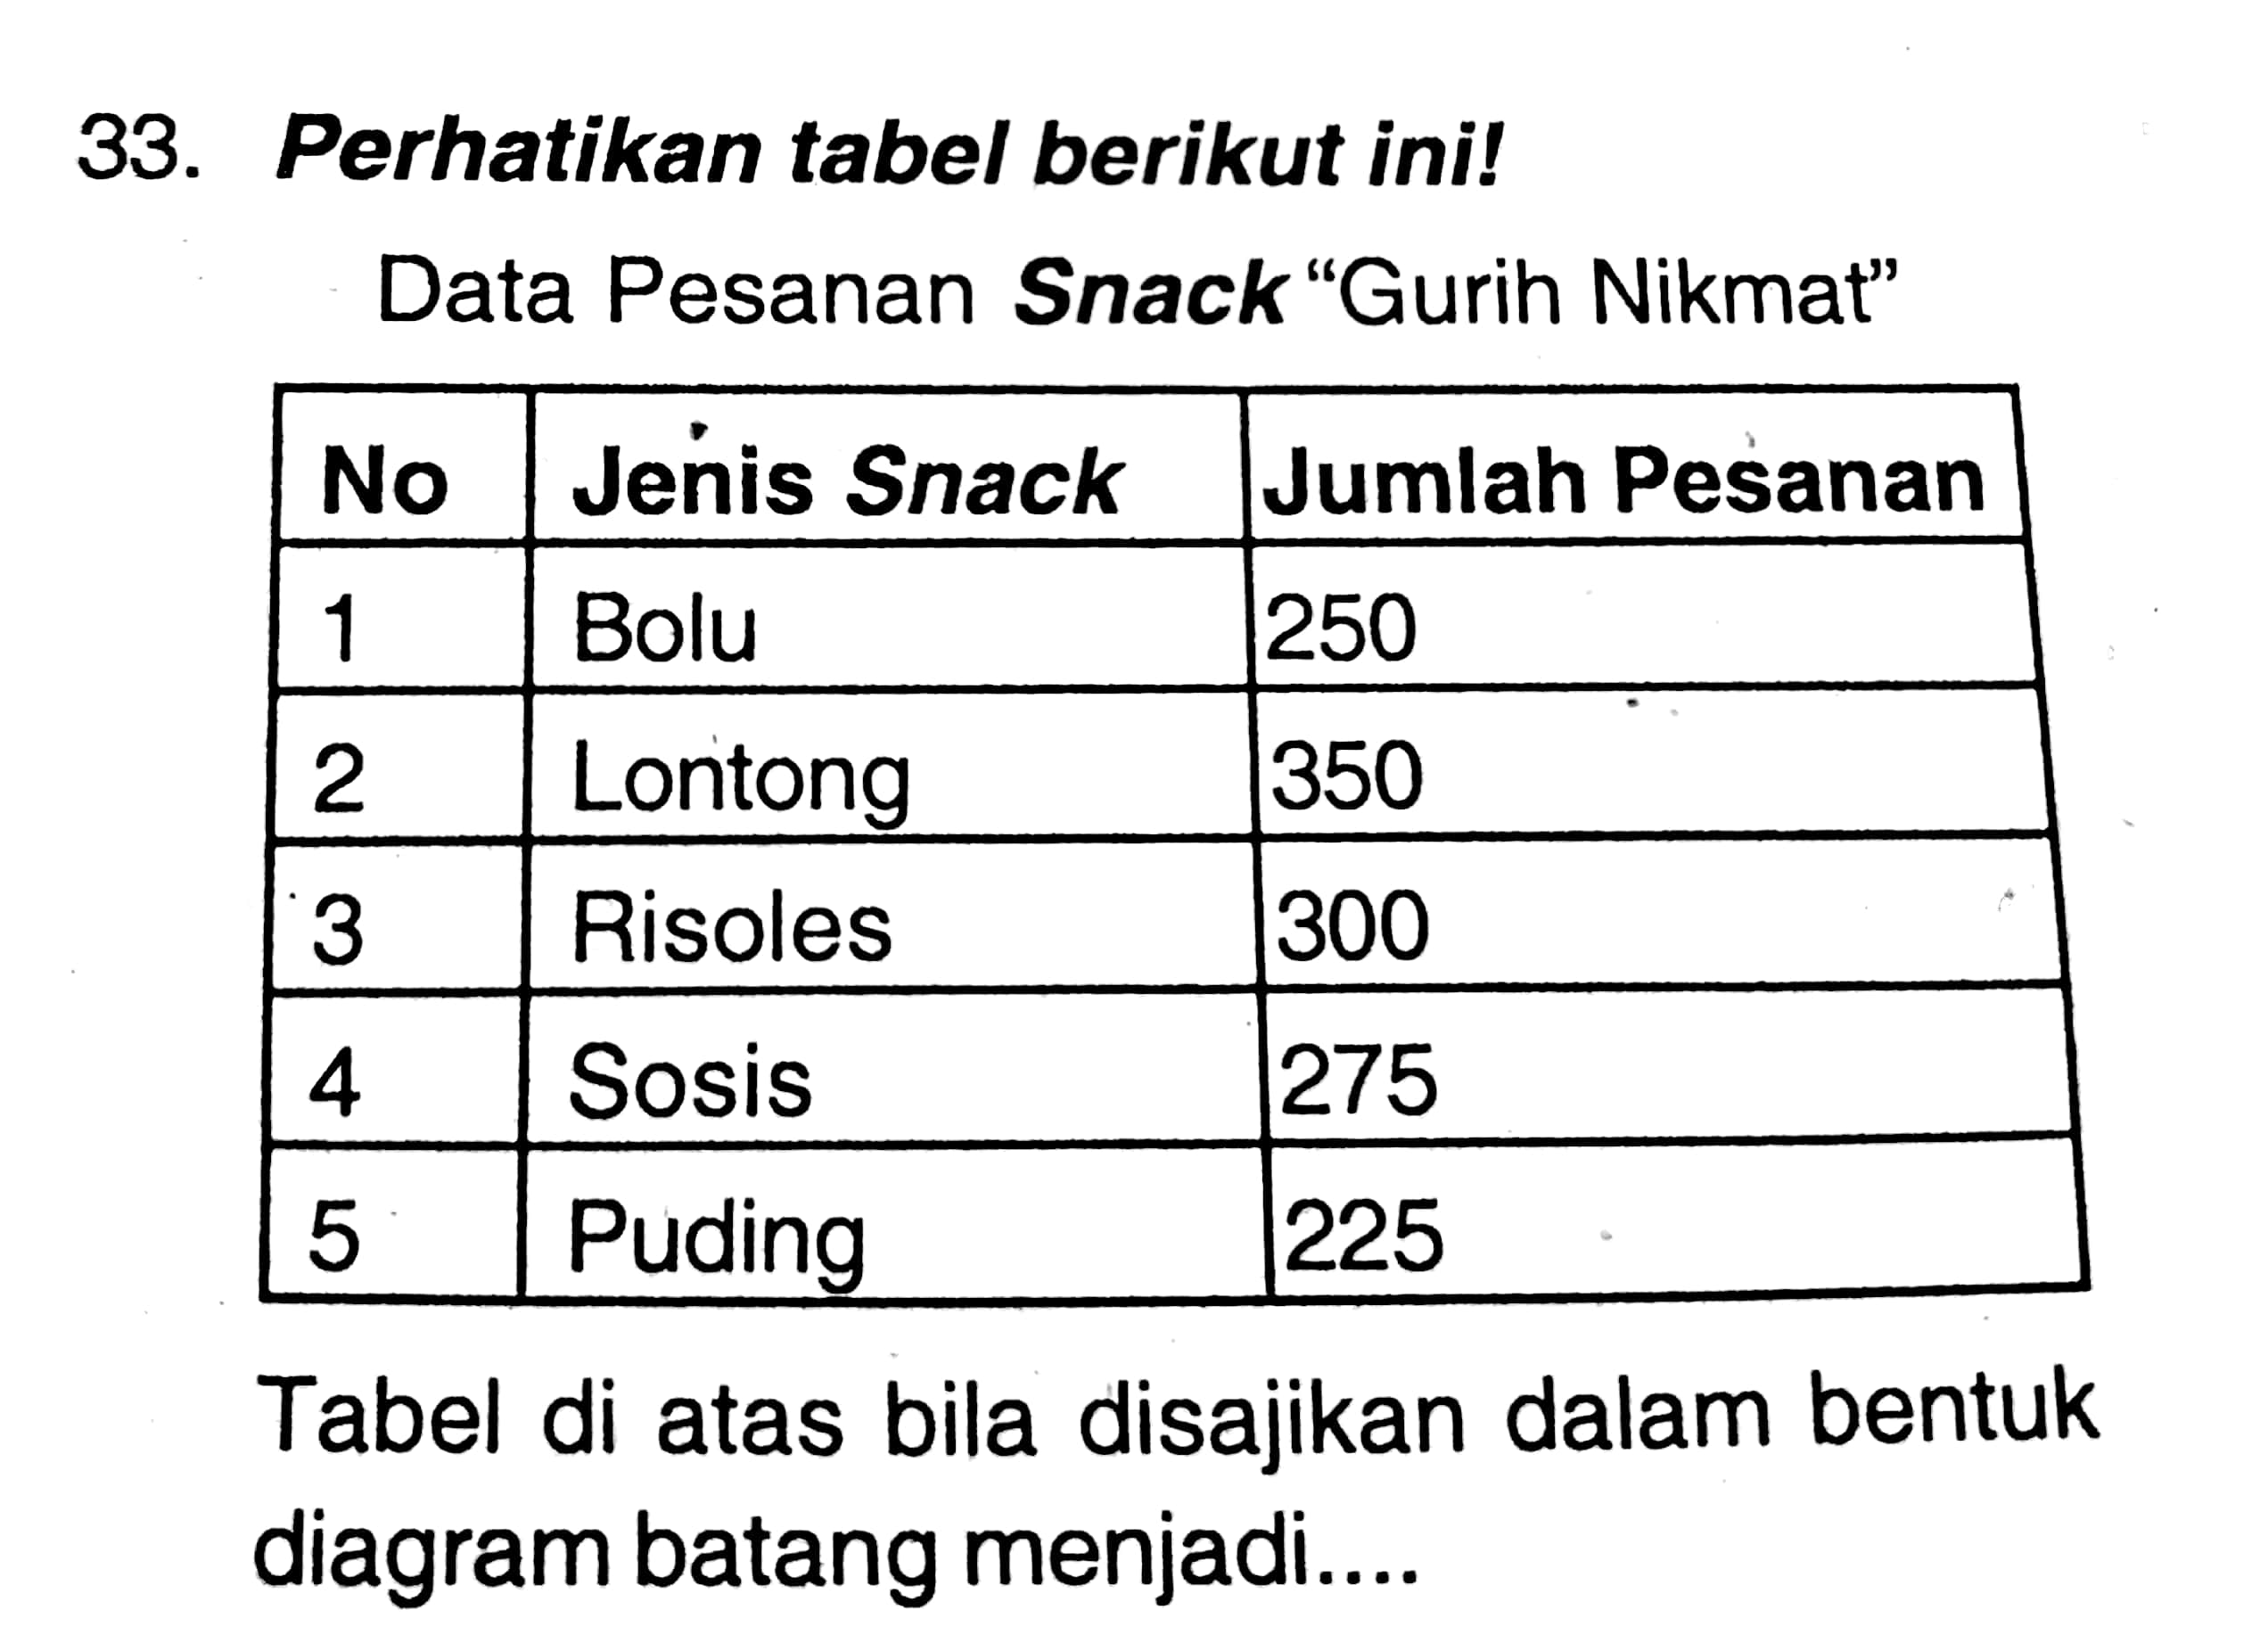 33. Perhatikan tabel berikut ini!
Data Pesanan Snack “Gurih Nikmat”
No Jenis Snack Jumlah Pesanan
1 Bolu 250
2 Lontong 350
3 Risoles 300
4 Sosis 275
5 Puding 225
Tabel di atas bila disajikan dalam bentuk
diagram batang menjadi....